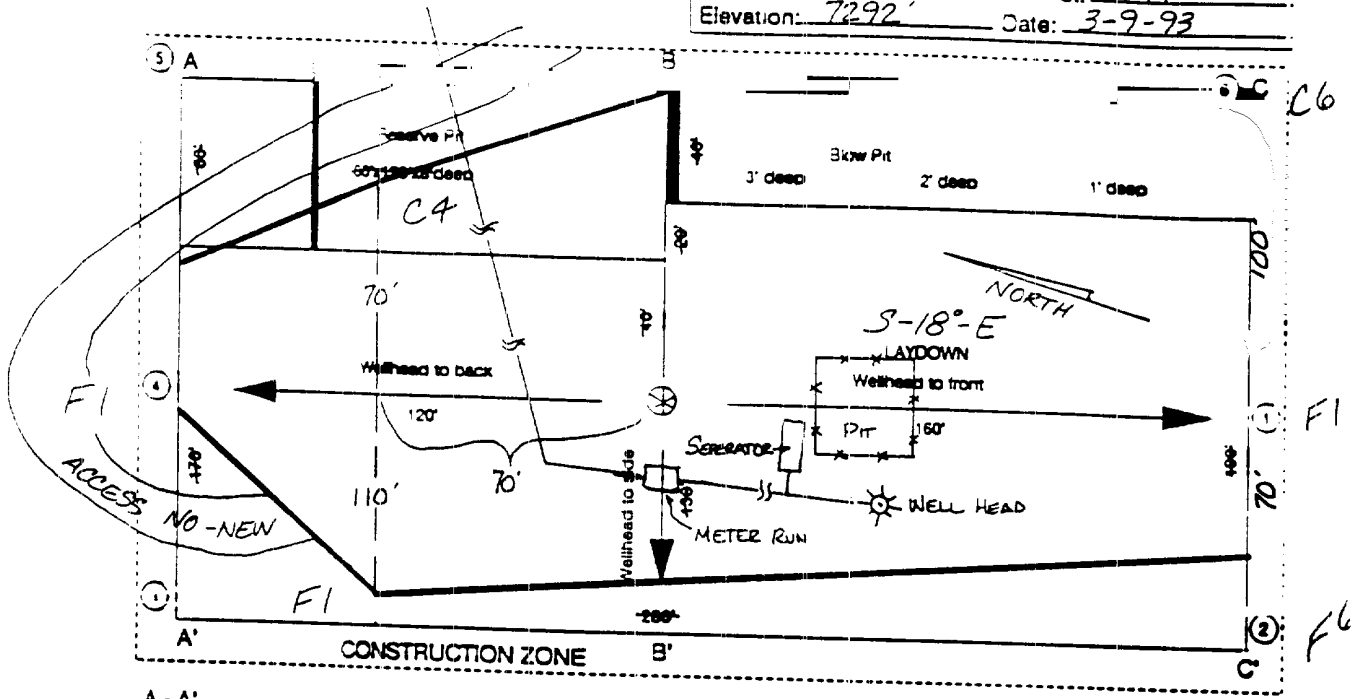 Elevation: 7292' Date: 3-9-93
5 A B C C6
Reserve Pit
Blow Pit
3' deep 2' deep 1' deep
C4
100
NORTH
70'
S-18°-E
LAYDOWN
Wellhead to back
Wellhead to front
4
F1
120'
PIT
160'
1
F1
SEPERATOR
170'
70'
110'
70'
Wellhead to side
WELL HEAD
ACCESS NO-NEW
METER RUN
F1
260'
2
F6
A' B' C'
CONSTRUCTION ZONE
A-A'